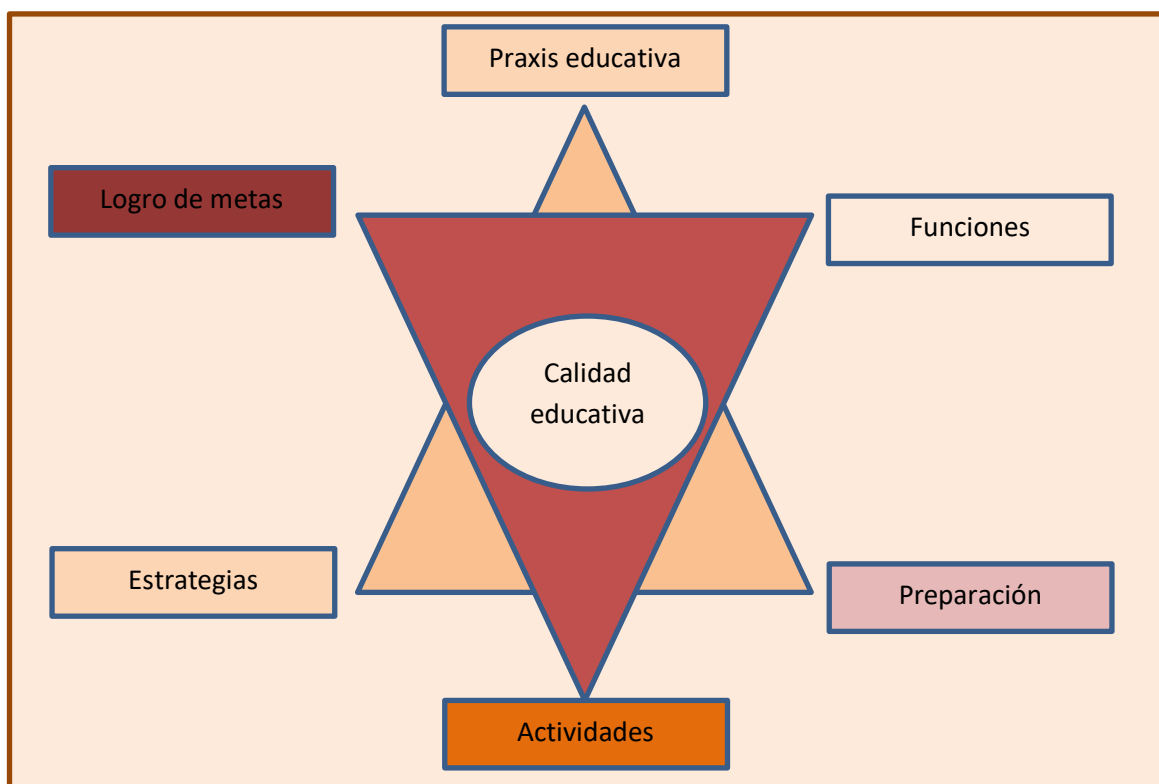 Praxis educativa
Logro de metas
Funciones
Calidad
educativa
Estrategias
Preparación
Actividades